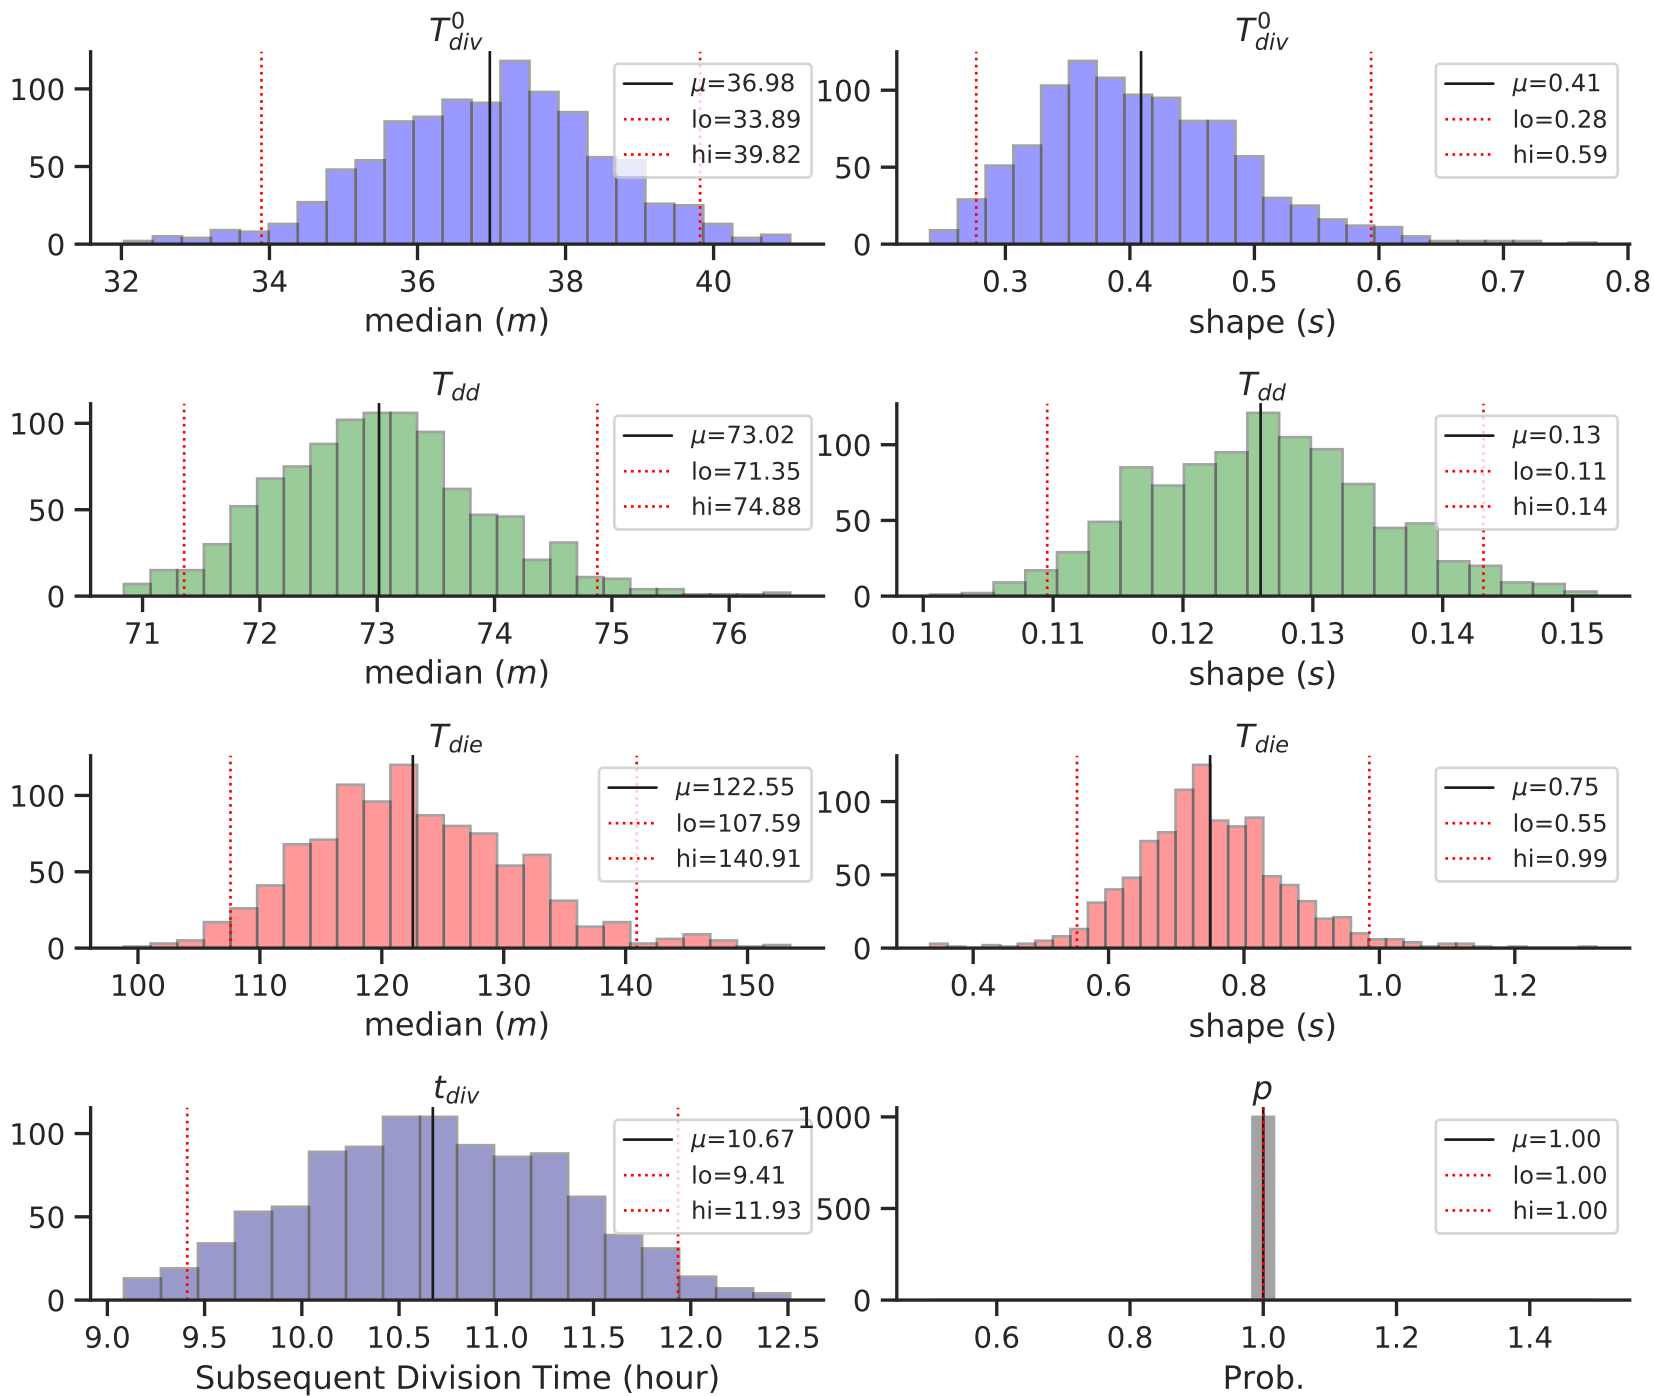 T⁰div
100
50
0
μ=36.98
lo=33.89
hi=39.82
32 34 36 38 40
median (m)
T⁰div
100
50
0
μ=0.41
lo=0.28
hi=0.59
0.3 0.4 0.5 0.6 0.7 0.8
shape (s)
Tdd
100
50
0
μ=73.02
lo=71.35
hi=74.88
71 72 73 74 75 76
median (m)
Tdd
100
50
0
μ=0.13
lo=0.11
hi=0.14
0.10 0.11 0.12 0.13 0.14 0.15
shape (s)
Tdie
100
50
0
μ=122.55
lo=107.59
hi=140.91
100 110 120 130 140 150
median (m)
Tdie
100
50
0
μ=0.75
lo=0.55
hi=0.99
0.4 0.6 0.8 1.0 1.2
shape (s)
tdiv
100
50
0
μ=10.67
lo=9.41
hi=11.93
9.0 9.5 10.0 10.5 11.0 11.5 12.0 12.5
Subsequent Division Time (hour)
p
1000
500
0
μ=1.00
lo=1.00
hi=1.00
0.6 0.8 1.0 1.2 1.4
Prob.